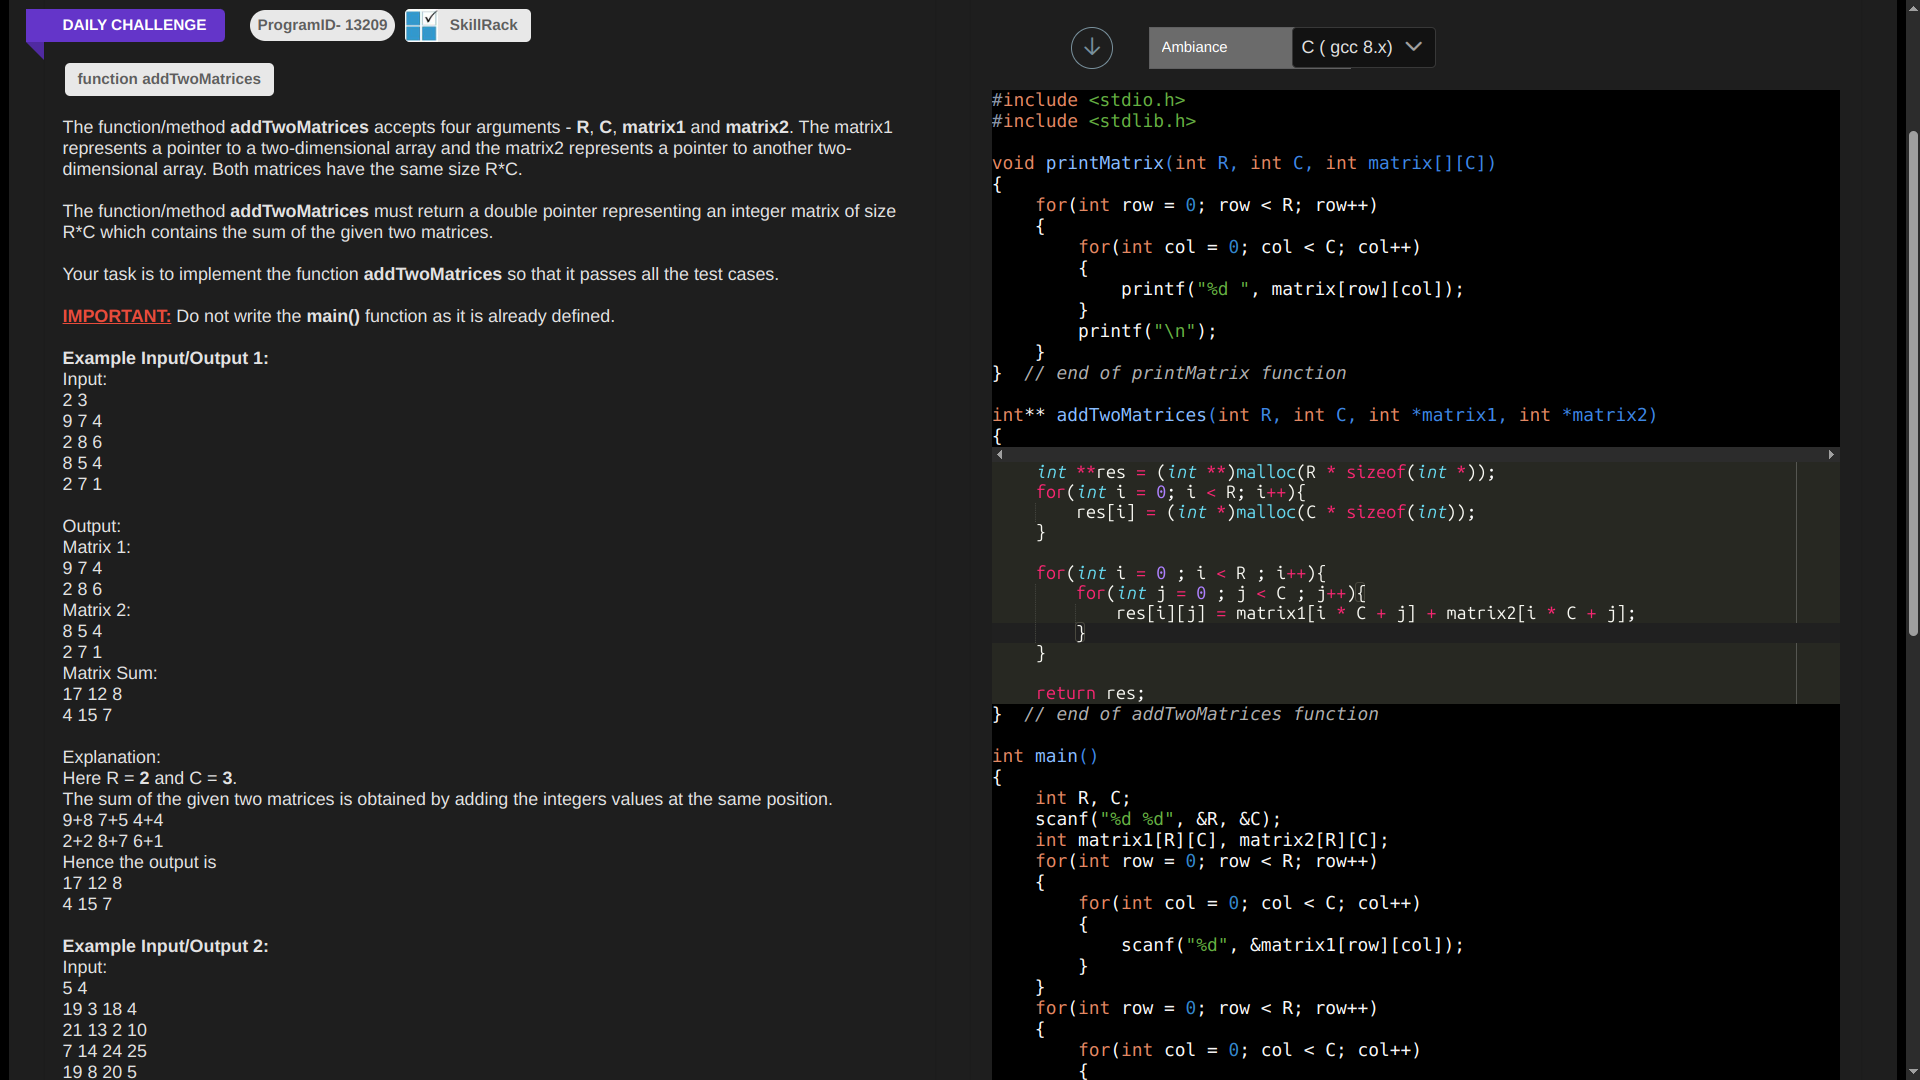 DAILY CHALLENGE
ProgramID- 13209
SkillRack
function addTwoMatrices
The function/method addTwoMatrices accepts four arguments - R, C, matrix1 and matrix2. The matrix1
represents a pointer to a two-dimensional array and the matrix2 represents a pointer to another two-
dimensional array. Both matrices have the same size R*C.
The function/method addTwoMatrices must return a double pointer representing an integer matrix of size
R*C which contains the sum of the given two matrices.
Your task is to implement the function addTwoMatrices so that it passes all the test cases.
IMPORTANT: Do not write the main() function as it is already defined.
Example Input/Output 1:
Input:
2 3
9 7 4
2 8 6
8 5 4
2 7 1
Output:
Matrix 1:
9 7 4
2 8 6
Matrix 2:
8 5 4
2 7 1
Matrix Sum:
17 12 8
4 15 7
Explanation:
Here R = 2 and C = 3.
The sum of the given two matrices is obtained by adding the integers values at the same position.
9+8 7+5 4+4
2+2 8+7 6+1
Hence the output is
17 12 8
4 15 7
Example Input/Output 2:
Input:
5 4
19 3 18 4
21 13 2 10
7 14 24 25
19 8 20 5
Ambiance
C ( gcc 8.x)
#include <stdio.h>
#include <stdlib.h>
void printMatrix(int R, int C, int matrix[][C])
{
    for(int row = 0; row < R; row++)
    {
        for(int col = 0; col < C; col++)
        {
            printf("%d ", matrix[row][col]);
        }
        printf("\n");
    }
}  // end of printMatrix function
int** addTwoMatrices(int R, int C, int *matrix1, int *matrix2)
{
    int **res = (int **)malloc(R * sizeof(int *));
    for(int i = 0; i < R; i++){
        res[i] = (int *)malloc(C * sizeof(int));
    }
    for(int i = 0 ; i < R ; i++){
        for(int j = 0 ; j < C ; j++){
            res[i][j] = matrix1[i * C + j] + matrix2[i * C + j];
        }
    }
    return res;
}  // end of addTwoMatrices function
int main()
{
    int R, C;
    scanf("%d %d", &R, &C);
    int matrix1[R][C], matrix2[R][C];
    for(int row = 0; row < R; row++)
    {
        for(int col = 0; col < C; col++)
        {
            scanf("%d", &matrix1[row][col]);
        }
    }
    for(int row = 0; row < R; row++)
    {
        for(int col = 0; col < C; col++)
        {